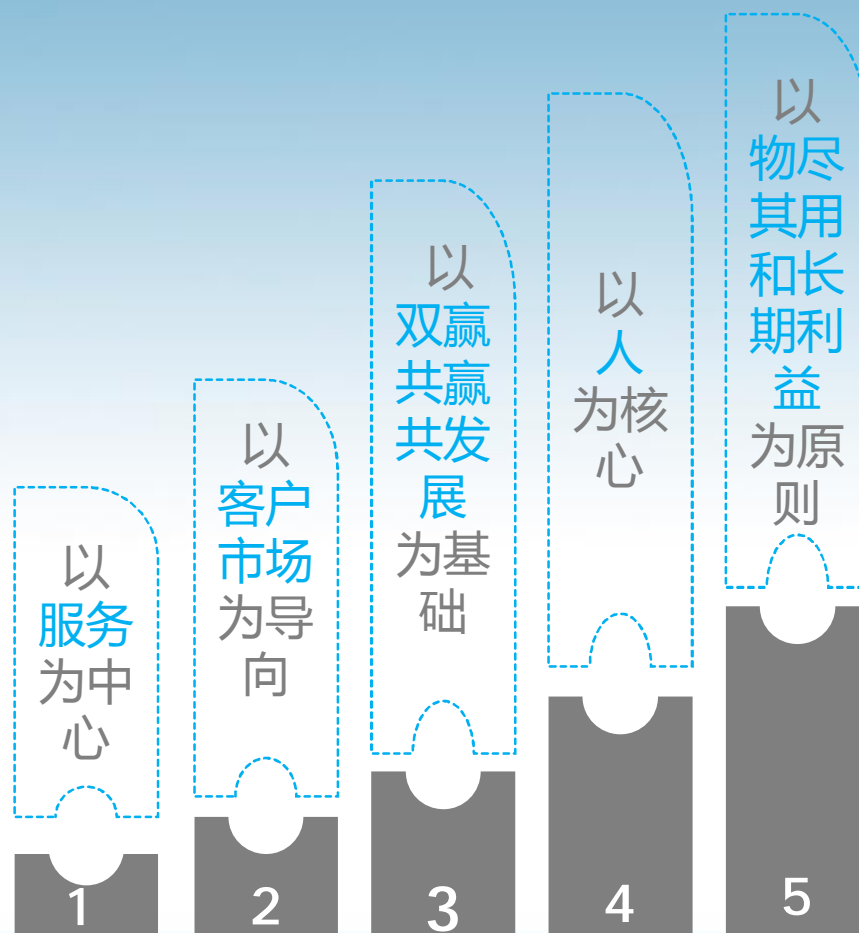 以
服务
为中
心
1
以
客户
市场
为导
向
2
以
双赢
共赢
共发
展
为基
础
3
以
人
为核
心
4
以
物尽
其用
和长
期利
益
为原
则
5